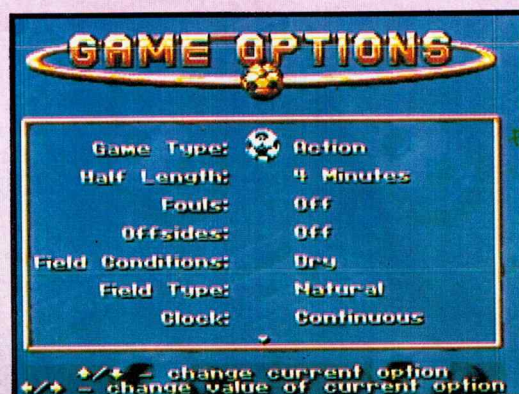 GAME OPTIONS
Game Type: Action
Half Length: 4 Minutes
Fouls: Off
Offsides: Off
Field Conditions: Dry
Field Type: Natural
Clock: Continuous
↑/↓ – change current option
←/→ – change value of current option